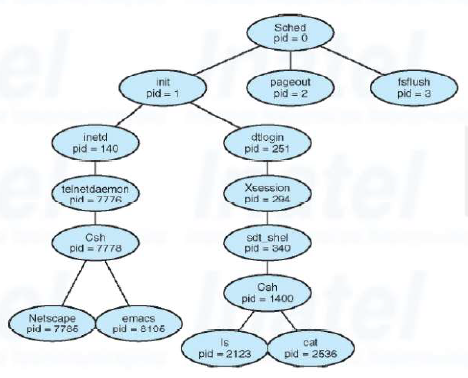 Sched
pid = 0
init
pid = 1
pageout
pid = 2
fsflush
pid = 3
inetd
pid = 140
dtlogin
pid = 251
telnetdaemon
pid = 7776
Xsession
pid = 294
Csh
pid = 7778
sdt_shel
pid = 340
Csh
pid = 1400
Netscape
pid = 7785
emacs
pid = 8105
ls
pid = 2123
cat
pid = 2536